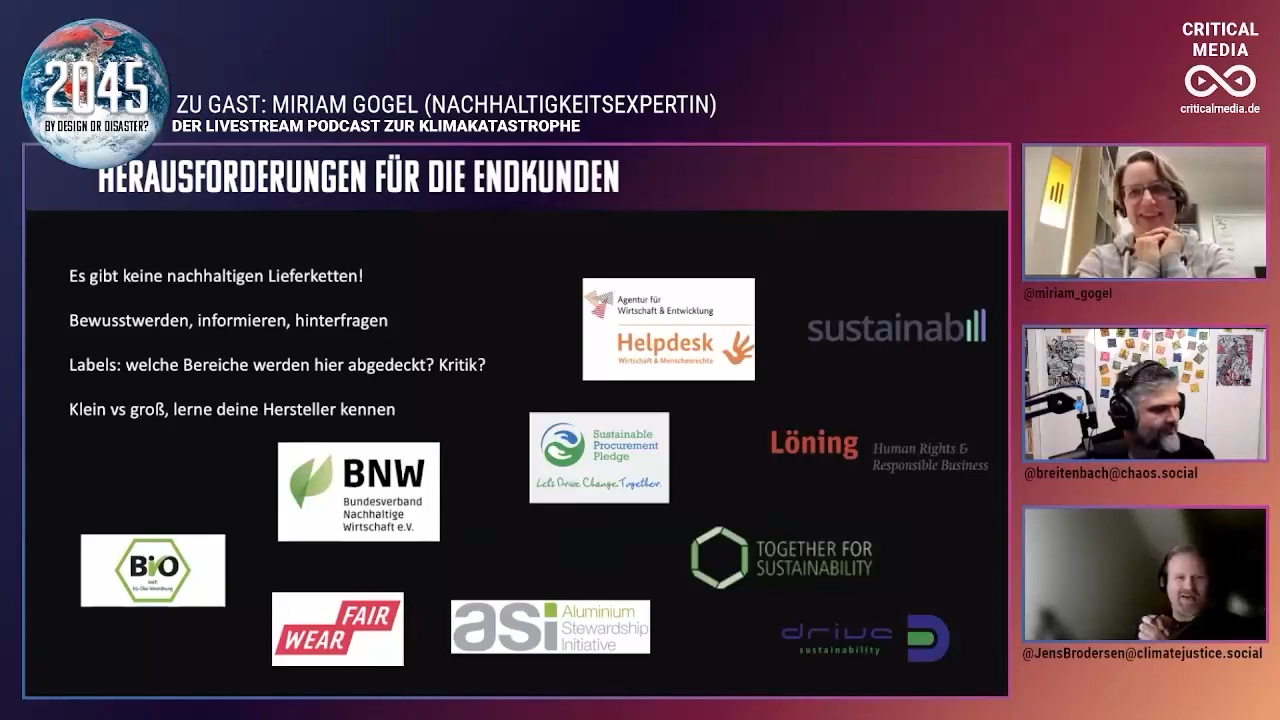 CRITICAL
MEDIA
criticalmedia.de
2045
BY DESIGN OR DISASTER?
ZU GAST: MIRIAM GOGEL (NACHHALTIGKEITSEXPERTIN)
DER LIVESTREAM PODCAST ZUR KLIMAKATASTROPHE
HERAUSFORDERUNGEN FÜR DIE ENDKUNDEN
Es gibt keine nachhaltigen Lieferketten!
Bewusstwerden, informieren, hinterfragen
Labels: welche Bereiche werden hier abgedeckt? Kritik?
Klein vs groß, lerne deine Hersteller kennen
Agentur für
Wirtschaft & Entwicklung
Helpdesk
Wirtschaft & Menschenrechte
sustainabill
Sustainable
Procurement
Pledge
Let's Drive Change. Together.
Löning
Human Rights &
Responsible Business
BNW
Bundesverband
Nachhaltige
Wirtschaft e.V.
Bio
nach
EG-Öko-Verordnung
TOGETHER FOR
SUSTAINABILITY
FAIR
WEAR
asi
Aluminium
Stewardship
Initiative
drive
sustainability
@miriam_gogel
@breitenbach@chaos.social
@JensBrodersen@climatejustice.social